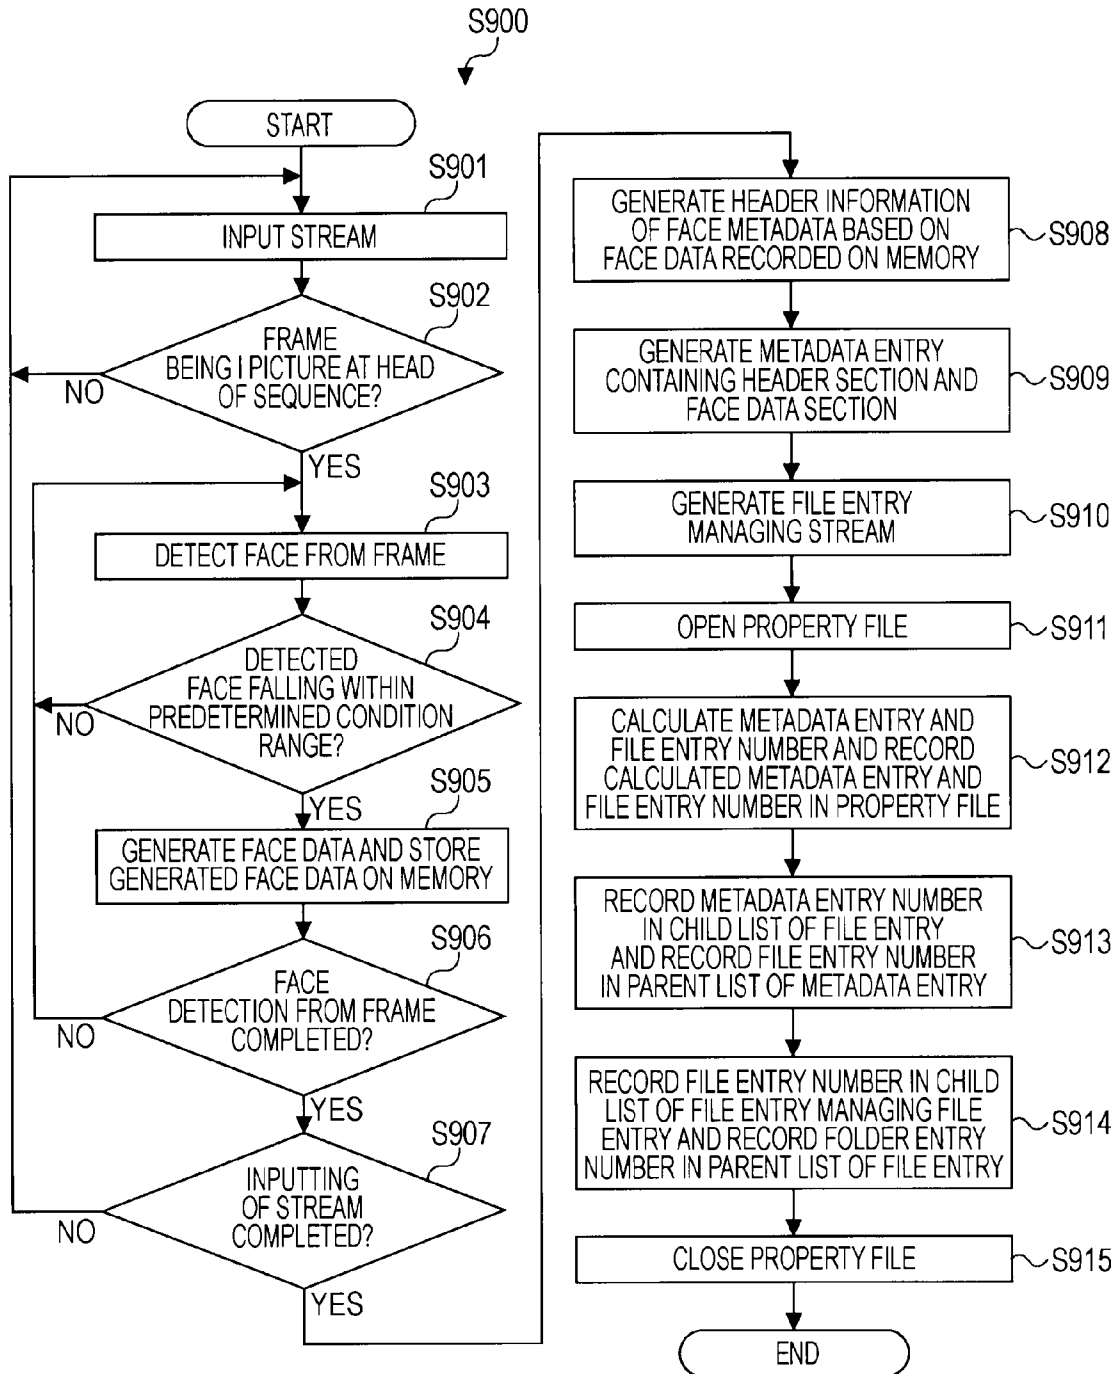 S900
START
S901
INPUT STREAM
S902
FRAME
BEING I PICTURE AT HEAD
OF SEQUENCE?
NO
YES
S903
DETECT FACE FROM FRAME
S904
DETECTED
FACE FALLING WITHIN
PREDETERMINED CONDITION
RANGE?
NO
YES
S905
GENERATE FACE DATA AND STORE
GENERATED FACE DATA ON MEMORY
S906
FACE
DETECTION FROM FRAME
COMPLETED?
NO
YES
S907
INPUTTING
OF STREAM
COMPLETED?
NO
YES
GENERATE HEADER INFORMATION
OF FACE METADATA BASED ON
FACE DATA RECORDED ON MEMORY
S908
GENERATE METADATA ENTRY
CONTAINING HEADER SECTION AND
FACE DATA SECTION
S909
GENERATE FILE ENTRY
MANAGING STREAM
S910
OPEN PROPERTY FILE
S911
CALCULATE METADATA ENTRY AND
FILE ENTRY NUMBER AND RECORD
CALCULATED METADATA ENTRY AND
FILE ENTRY NUMBER IN PROPERTY FILE
S912
RECORD METADATA ENTRY NUMBER
IN CHILD LIST OF FILE ENTRY
AND RECORD FILE ENTRY NUMBER
IN PARENT LIST OF METADATA ENTRY
S913
RECORD FILE ENTRY NUMBER IN CHILD
LIST OF FILE ENTRY MANAGING FILE
ENTRY AND RECORD FOLDER ENTRY
NUMBER IN PARENT LIST OF FILE ENTRY
S914
CLOSE PROPERTY FILE
S915
END